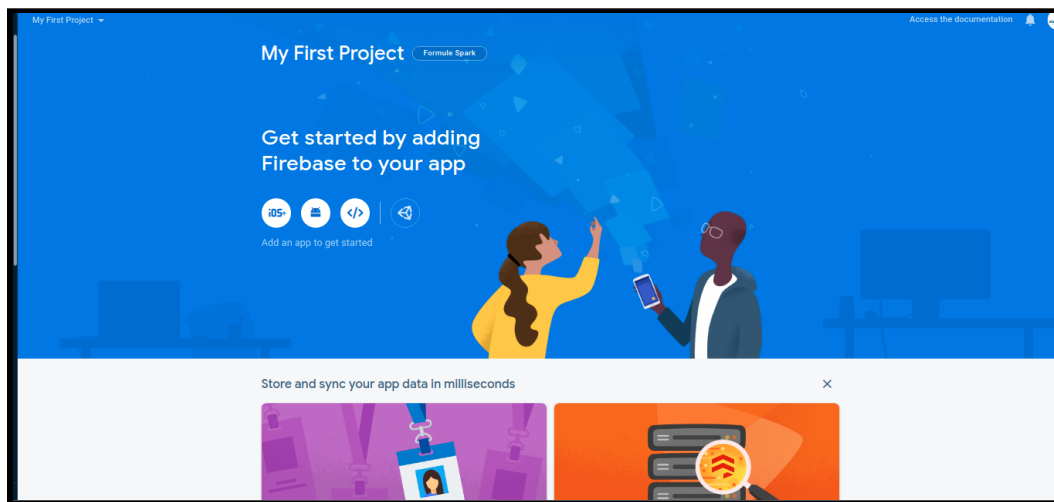 My First Project
Access the documentation
My First Project
Formule Spark
Get started by adding
Firebase to your app
iOS+
</>
Add an app to get started
Store and sync your app data in milliseconds